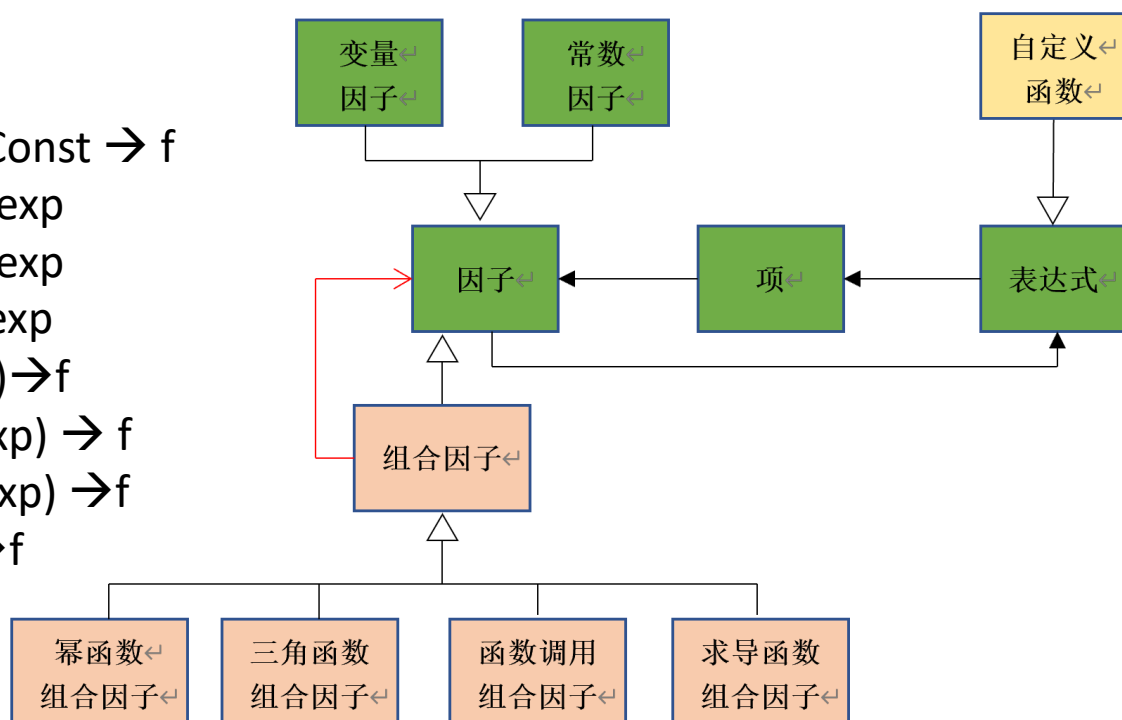 变量↵
因子↵
常数↵
因子↵
自定义↵
函数↵
Const → f
exp
exp
exp
)→f
xp) → f
xp) →f
→f
因子↵
项↵
表达式↵
组合因子↵
幂函数↵
组合因子↵
三角函数
组合因子↵
函数调用
组合因子↵
求导函数
组合因子↵